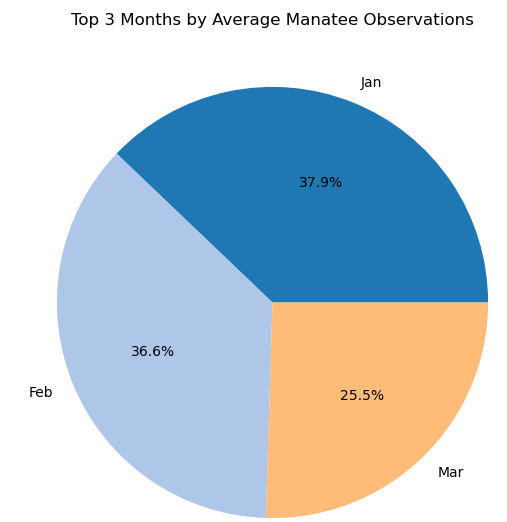 Top 3 Months by Average Manatee Observations
Jan
37.9%
36.6%
Feb
25.5%
Mar